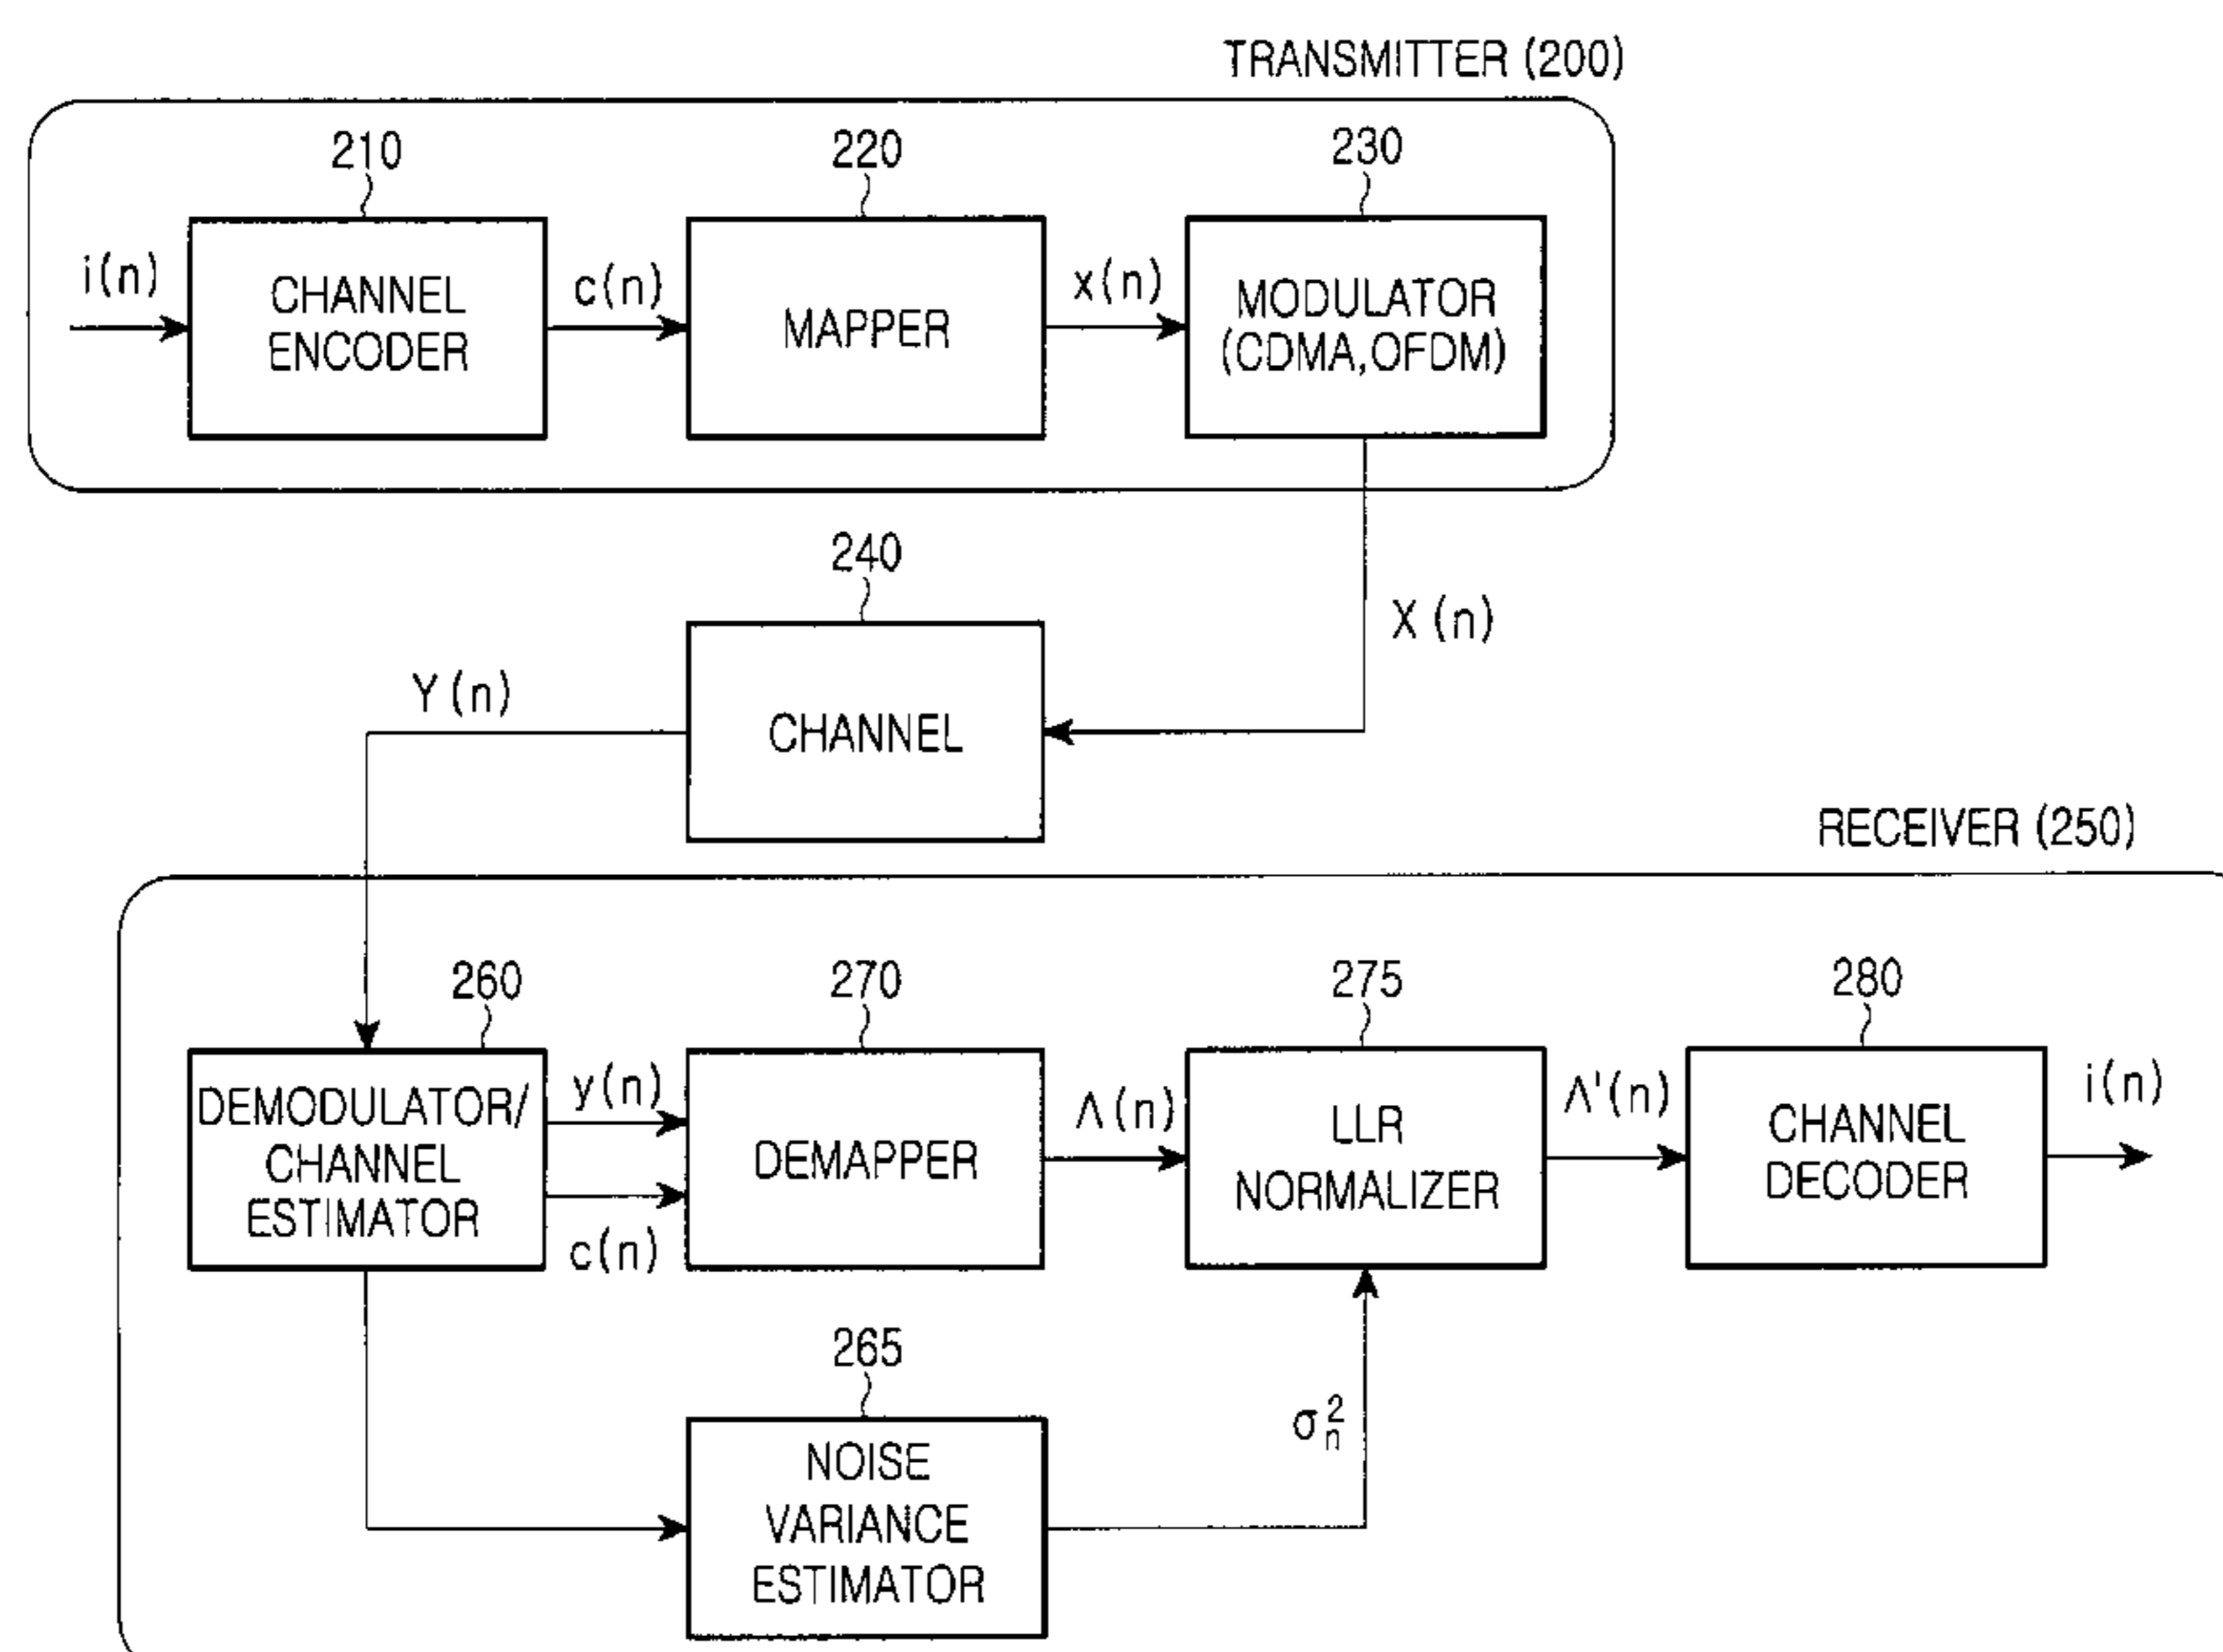 TRANSMITTER (200)
210
220
230
i(n)
CHANNEL
ENCODER
c(n)
MAPPER
x(n)
MODULATOR
(CDMA,OFDM)
240
X(n)
Y(n)
CHANNEL
RECEIVER (250)
260
270
275
280
DEMODULATOR/
CHANNEL
ESTIMATOR
y(n)
c(n)
DEMAPPER
Λ(n)
LLR
NORMALIZER
Λ'(n)
CHANNEL
DECODER
i(n)
265
NOISE
VARIANCE
ESTIMATOR
σ²ₙ